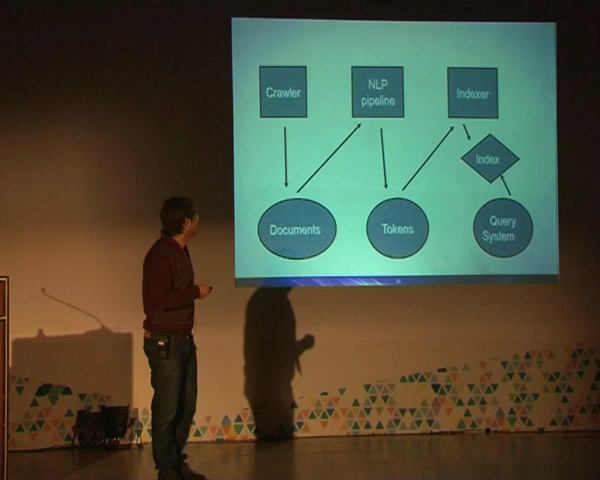 Crawler
NLP
pipeline
Indexer
Index
Documents
Tokens
Query
System